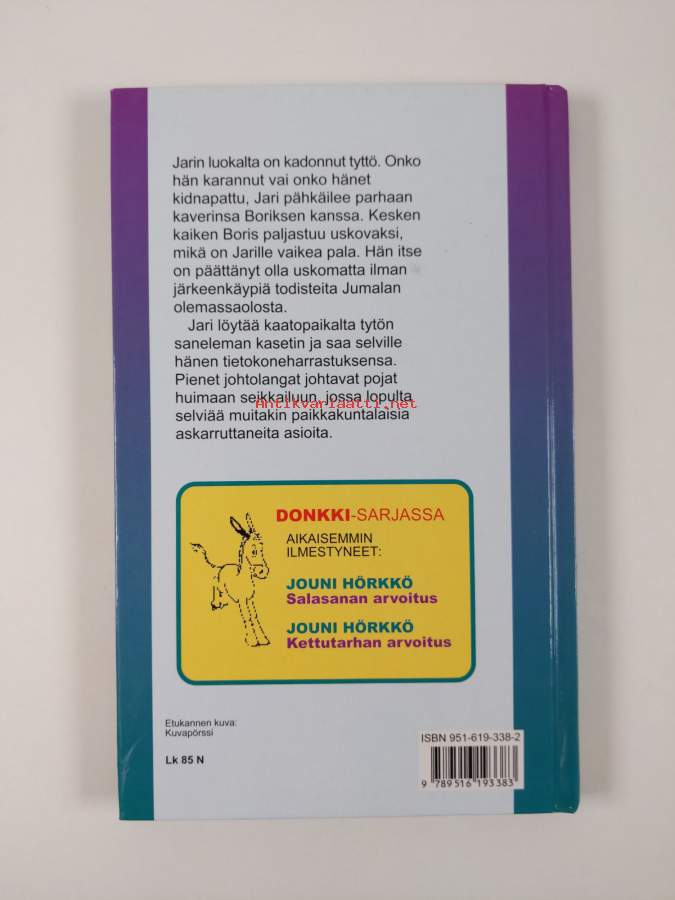 Jarin luokalta on kadonnut tyttö. Onko
hän karannut vai onko hänet
kidnapattu, Jari pähkäilee parhaan
kaverinsa Boriksen kanssa. Kesken
kaiken Boris paljastuu uskovaksi,
mikä on Jarille vaikea pala. Hän itse
on päättänyt olla uskomatta ilman
järkeenkäypiä todisteita Jumalan
olemassaolosta.
Jari löytää kaatopaikalta tytön
saneleman kasetin ja saa selville
hänen tietokoneharrastuksensa.
Pienet johtolangat johtavat pojat
huimaan seikkailuun, jossa lopulta
Antikvariaatti.net
selviää muitakin paikkakuntalaisia
askarruttaneita asioita.
DONKKI-SARJASSA
AIKAISEMMIN
ILMESTYNEET:
JOUNI HÖRKKÖ
Salasanan arvoitus
JOUNI HÖRKKÖ
Kettutarhan arvoitus
Etukannen kuva:
Kuvapörssi
Lk 85 N
ISBN 951-619-338-2
9 789516 193383